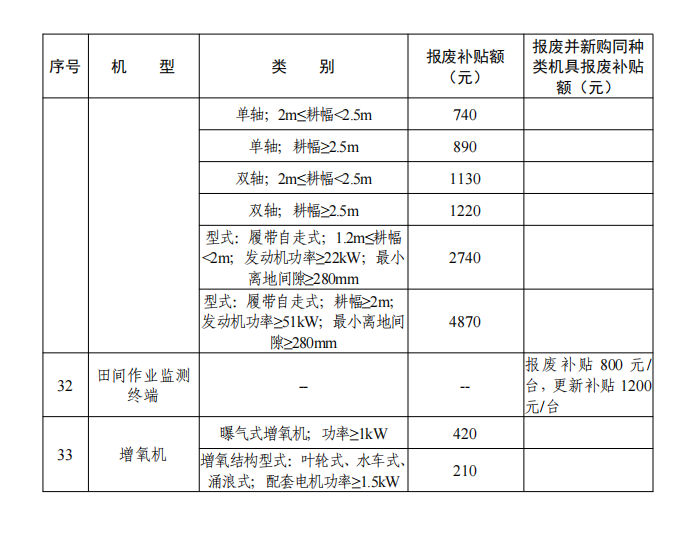 序号 机 型 类 别 报废补贴额（元） 报废并新购同种类机具报废补贴额（元）
单轴；2m≤耕幅<2.5m 740
单轴；耕幅≥2.5m 890
双轴；2m≤耕幅<2.5m 1130
双轴；耕幅≥2.5m 1220
型式：履带自走式；1.2m≤耕幅
<2m；发动机功率≥22kW；最小 2740
离地间隙≥280mm
型式：履带自走式；耕幅≥2m；
发动机功率≥51kW；最小离地间 4870
隙≥280mm
32 田间作业监测终端 -- -- 报废补贴 800 元/台，更新补贴 1200元/台
33 增氧机 曝气式增氧机；功率≥1kW 420
增氧结构型式：叶轮式、水车式、
涌浪式；配套电机功率≥1.5kW 210